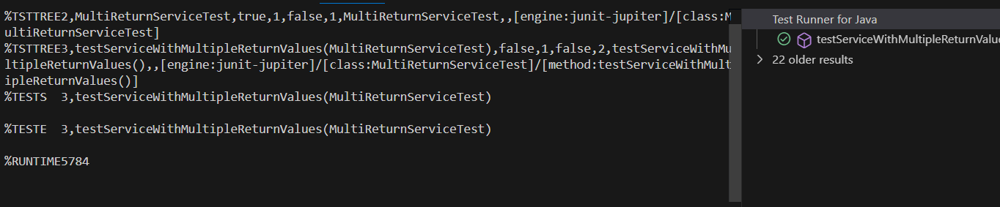 %TSTTREE2,MultiReturnServiceTest,true,1,false,1,MultiReturnServiceTest,,[engine:junit-jupiter]/[class:M
ultiReturnServiceTest]
%TSTTREE3,testServiceWithMultipleReturnValues(MultiReturnServiceTest),false,1,false,2,testServiceWithMu
ltipleReturnValues(),,[engine:junit-jupiter]/[class:MultiReturnServiceTest]/[method:testServiceWithMult
ipleReturnValues()]
%TESTS  3,testServiceWithMultipleReturnValues(MultiReturnServiceTest)
%TESTE  3,testServiceWithMultipleReturnValues(MultiReturnServiceTest)
%RUNTIME5784
Test Runner for Java
testServiceWithMultipleReturnValue
22 older results